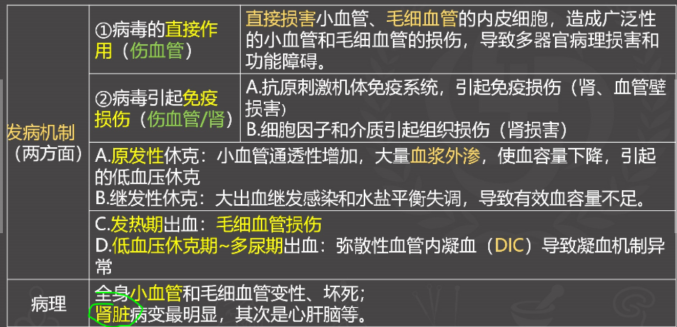 ①病毒的直接作
用（伤血管）
直接损害小血管、毛细血管的内皮细胞，造成广泛性
的小血管和毛细血管的损伤，导致多器官病理损害和
功能障碍。
②病毒引起免疫
损伤（伤血管/肾）
A.抗原刺激机体免疫系统，引起免疫损伤（肾、血管壁
损害）
B.细胞因子和介质引起组织损伤（肾损害）
发病机制
（两方面）
A.原发性休克：小血管通透性增加，大量血浆外渗，使血容量下降，引起
的低血压休克
B.继发性休克：大出血继发感染和水盐平衡失调，导致有效血容量不足。
C.发热期出血：毛细血管损伤
D.低血压休克期~多尿期出血：弥散性血管内凝血（DIC）导致凝血机制异
常
病理
全身小血管和毛细血管变性、坏死；
肾脏病变最明显，其次是心肝脑等。